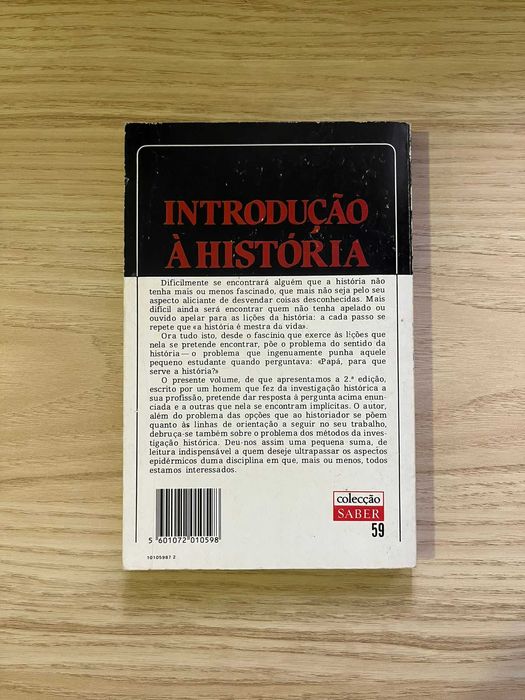 INTRODUÇÃO
À HISTÓRIA
Dificilmente se encontrará alguém que a história não
tenha mais ou menos fascinado, que mais não seja pelo seu
aspecto aliciante de desvendar coisas desconhecidas. Mais
difícil ainda será encontrar quem não tenha apelado ou
ouvido apelar para as lições da história: a cada passo se
repete que «a história é mestra da vida».
Ora tudo isto, desde o fascínio que exerce às lições que
nela se pretende encontrar, põe o problema do sentido da
história — o problema que ingenuamente punha aquele
pequeno estudante quando perguntava: «Papá, para que
serve a história?»
O presente volume, de que apresentamos a 2.ª edição,
escrito por um homem que fez da investigação histórica a
sua profissão, pretende dar resposta à pergunta acima enun-
ciada e a outras que nela se encontram implícitas. O autor,
além do problema das opções que ao historiador se põem
quanto às linhas de orientação a seguir no seu trabalho,
debruça-se também sobre o problema dos métodos da inves-
tigação histórica. Deu-nos assim uma pequena suma, de
leitura indispensável a quem deseje ultrapassar os aspectos
epidérmicos duma disciplina em que, mais ou menos, todos
estamos interessados.
colecção
SABER
59
5 601072 010598
10105987 2